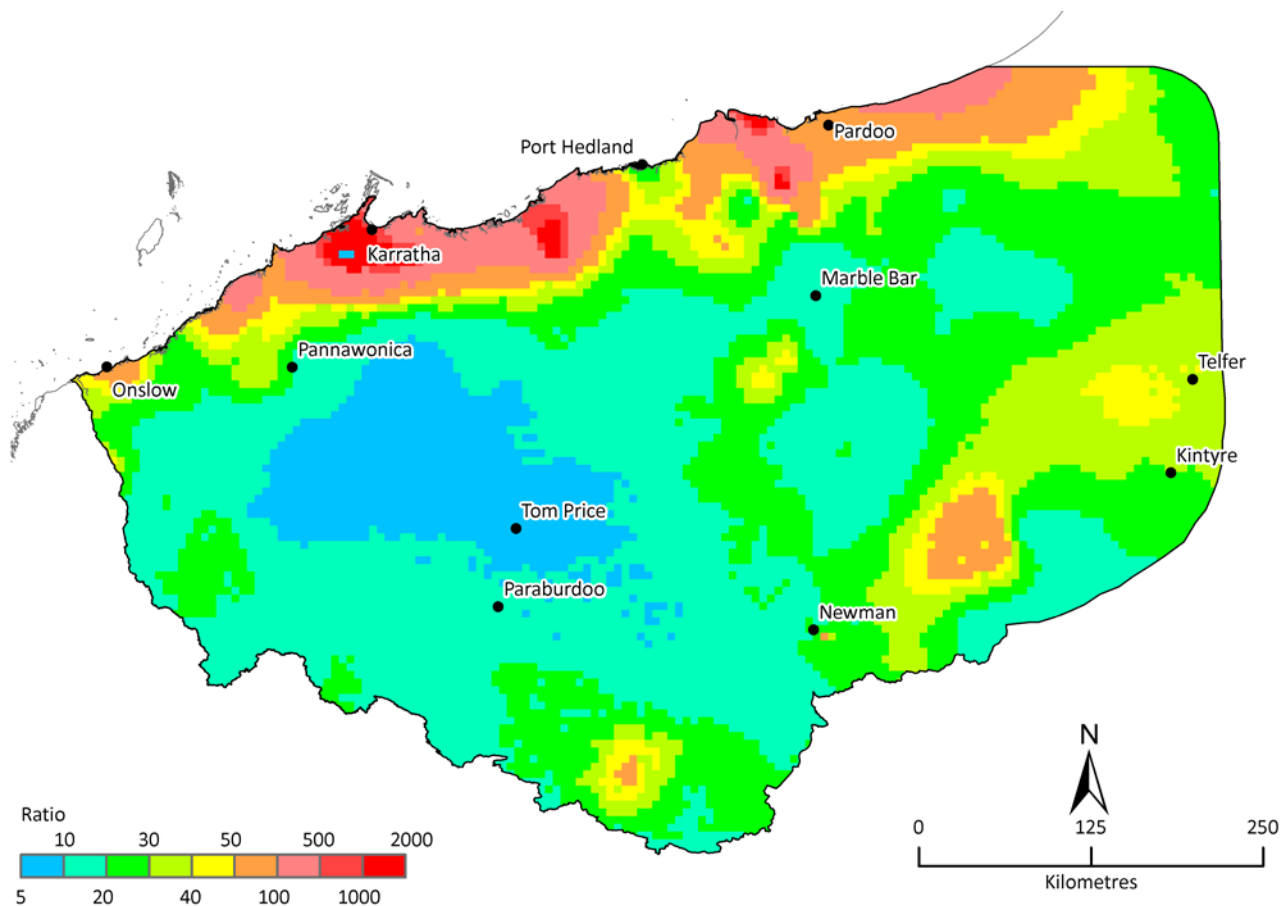 Pardoo
Port Hedland
Karratha
Marble Bar
Pannawonica
Telfer
Onslow
Kintyre
Tom Price
Paraburdoo
Newman
N
Ratio
10 30 50 500 2000
5 20 40 100 1000
0 125 250
Kilometres